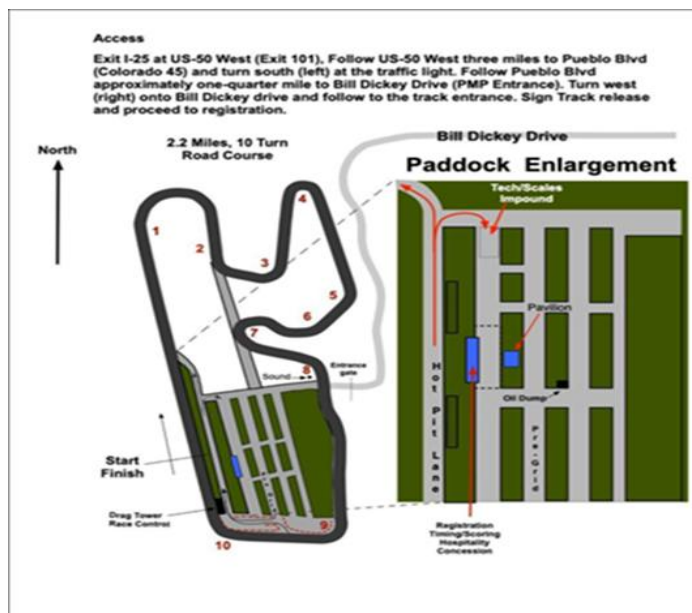 Access
Exit I-25 at US-50 West (Exit 101), Follow US-50 West three miles to Pueblo Blvd
(Colorado 45) and turn south (left) at the traffic light. Follow Pueblo Blvd
approximately one-quarter mile to Bill Dickey Drive (PMP Entrance). Turn west
(right) onto Bill Dickey drive and follow to the track entrance. Sign Track release
and proceed to registration.
North
2.2 Miles, 10 Turn
Road Course
Bill Dickey Drive
Paddock Enlargement
Tech/Scales
Impound
1
2
3
4
5
6
7
8
Sound
Entrance
gate
Pavilion
Oil Dump
Hot Pit Lane
Pre-Grid
Start
Finish
Drag Tower
Race Control
9
10
Registration
Timing/Scoring
Hospitality
Concession